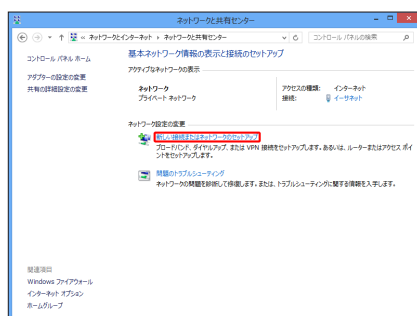 ネットワークと共有センター
« ネットワークとインターネット › ネットワークと共有センター
コントロール パネルの検索
コントロール パネル ホーム
アダプターの設定の変更
共有の詳細設定の変更
基本ネットワーク情報の表示と接続のセットアップ
アクティブなネットワークの表示
ネットワーク
プライベート ネットワーク
アクセスの種類: インターネット
接続: イーサネット
ネットワーク設定の変更
新しい接続またはネットワークのセットアップ
ブロードバンド、ダイヤルアップ、または VPN 接続をセットアップします。あるいは、ルーターまたはアクセス ポイ
ントをセットアップします。
問題のトラブルシューティング
ネットワークの問題を診断して修復します。または、トラブルシューティングに関する情報を入手します。
関連項目
Windows ファイアウォール
インターネット オプション
ホームグループ